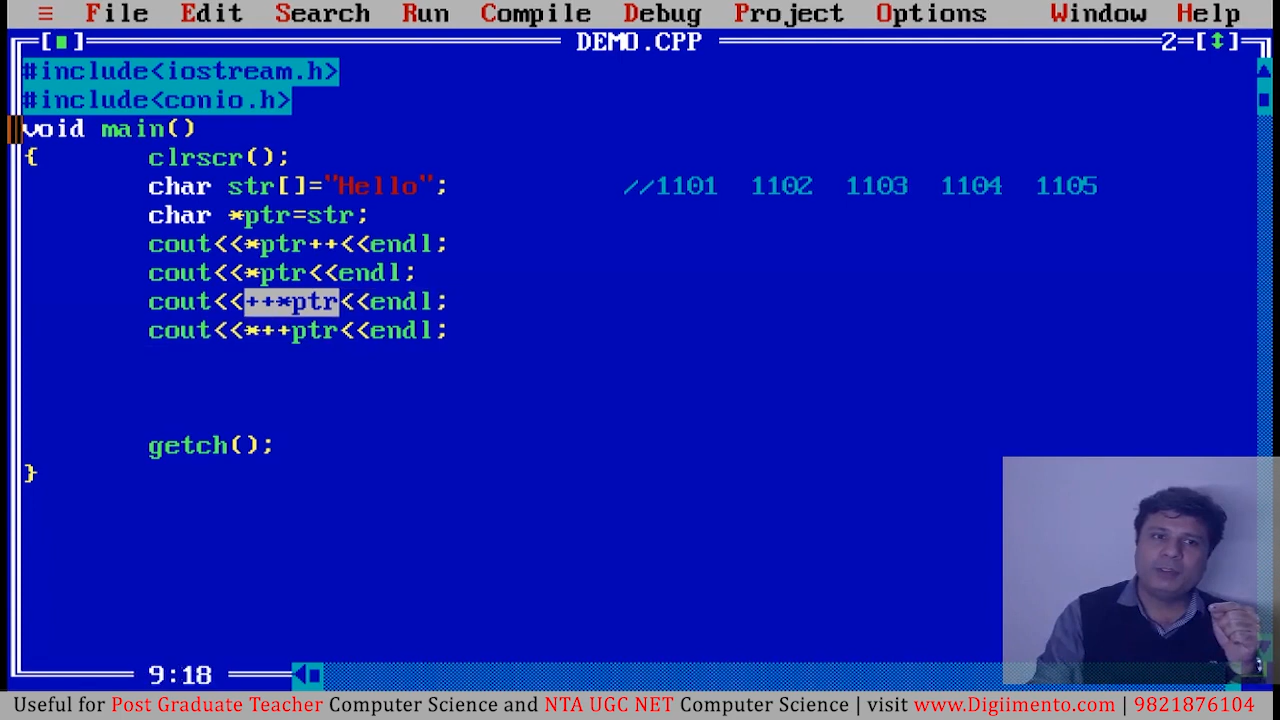 ≡ File Edit Search Run Compile Debug Project Options Window Help
[■] DEMO.CPP 2=[↕]
#include<iostream.h>
#include<conio.h>
void main()
{ clrscr();
char str[]="Hello"; //1101 1102 1103 1104 1105
char *ptr=str;
cout<<*ptr++<<endl;
cout<<*ptr<<endl;
cout<<++*ptr<<endl;
cout<<*++ptr<<endl;
getch();
}
9:18
Useful for Post Graduate Teacher Computer Science and NTA UGC NET Computer Science | visit www.Digiimento.com | 9821876104